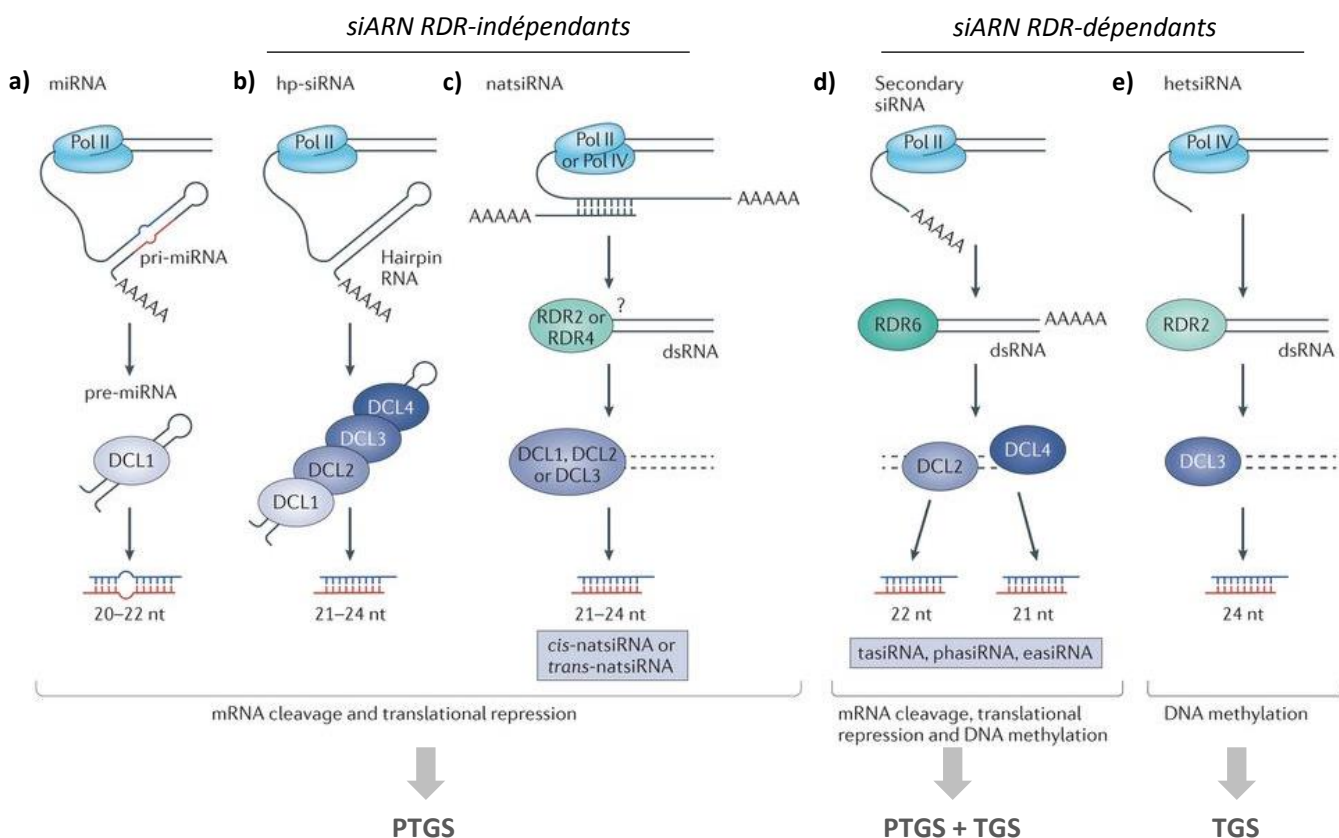 siARN RDR-indépendants
siARN RDR-dépendants
a) miRNA
Pol II
pri-miRNA
AAAAA
pre-miRNA
DCL1
20–22 nt
b) hp-siRNA
Pol II
Hairpin
RNA
AAAAA
DCL4
DCL3
DCL2
DCL1
21–24 nt
c) natsiRNA
Pol II
or Pol IV
AAAAA
AAAAA
?
RDR2 or
RDR4
dsRNA
DCL1, DCL2
or DCL3
21–24 nt
cis-natsiRNA or
trans-natsiRNA
mRNA cleavage and translational repression
PTGS
d) Secondary
siRNA
Pol II
AAAAA
RDR6
AAAAA
dsRNA
DCL2
DCL4
22 nt
21 nt
tasiRNA, phasiRNA, easiRNA
mRNA cleavage, translational
repression and DNA methylation
PTGS + TGS
e) hetsiRNA
Pol IV
RDR2
dsRNA
DCL3
24 nt
DNA methylation
TGS